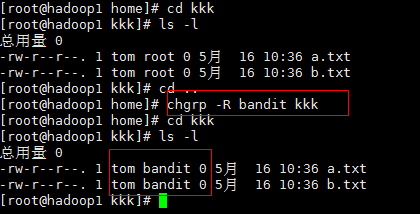 [root@hadoop1 home]# cd kkk
[root@hadoop1 kkk]# ls -l
总用量 0
-rw-r--r--. 1 tom root 0 5月  16 10:36 a.txt
-rw-r--r--. 1 tom root 0 5月  16 10:36 b.txt
[root@hadoop1 kkk]# cd ..
[root@hadoop1 home]# chgrp -R bandit kkk
[root@hadoop1 home]# cd kkk
[root@hadoop1 kkk]# ls -l
总用量 0
-rw-r--r--. 1 tom bandit 0 5月  16 10:36 a.txt
-rw-r--r--. 1 tom bandit 0 5月  16 10:36 b.txt
[root@hadoop1 kkk]#